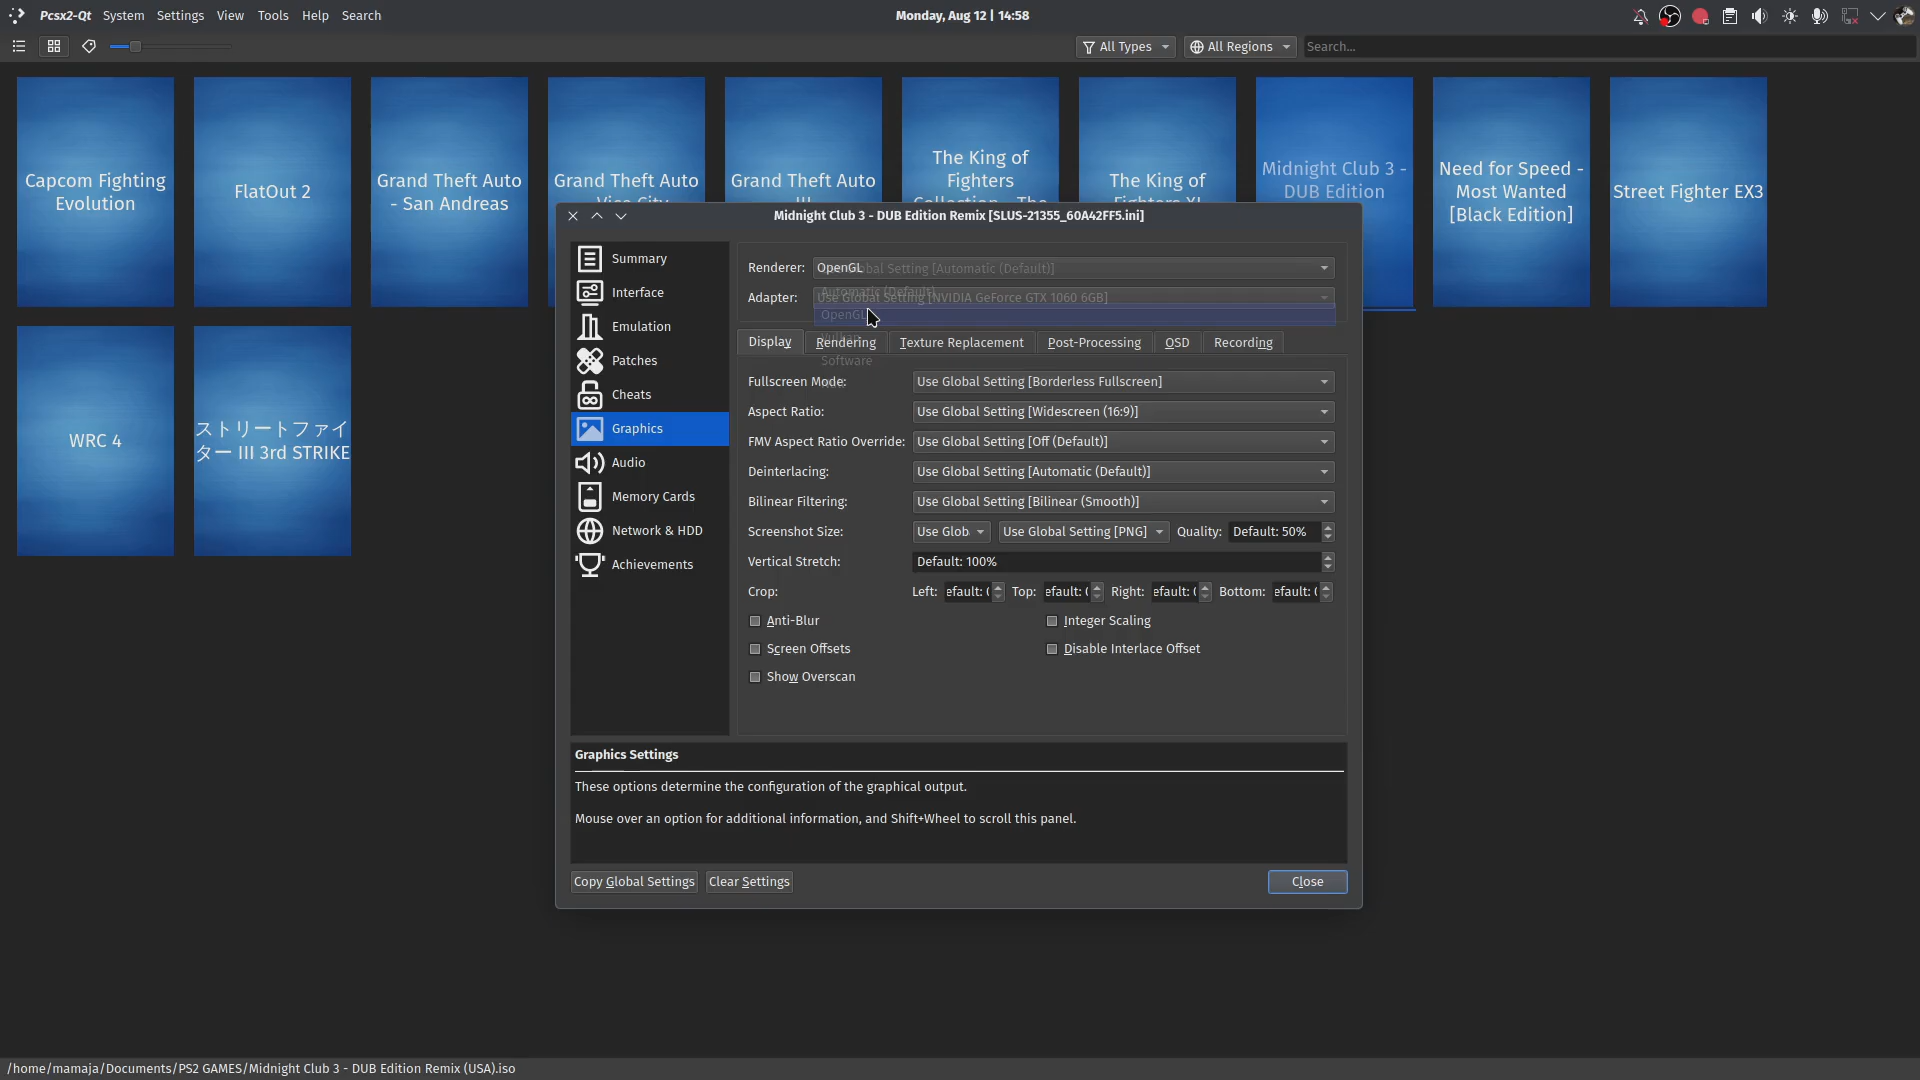 Pcsx2-Qt System Settings View Tools Help Search
Monday, Aug 12 | 14:58
All Types All Regions Search...
Capcom Fighting
Evolution
FlatOut 2
Grand Theft Auto
- San Andreas
Grand Theft Auto
Grand Theft Auto
The King of
Fighters
The King of
Midnight Club 3 -
DUB Edition
Need for Speed -
Most Wanted
[Black Edition]
Street Fighter EX3
WRC 4
ストリートファイ
ター III 3rd STRIKE
Midnight Club 3 - DUB Edition Remix [SLUS-21355_60A42FF5.ini]
Summary
Interface
Emulation
Patches
Cheats
Graphics
Audio
Memory Cards
Network & HDD
Achievements
Renderer: OpenGL
Global Setting [Automatic (Default)]
Automatic (Default)
Adapter: Use Global Setting [NVIDIA GeForce GTX 1060 6GB]
OpenGL
Vulkan
Software
Display Rendering Texture Replacement Post-Processing OSD Recording
Fullscreen Mode: Use Global Setting [Borderless Fullscreen]
Aspect Ratio: Use Global Setting [Widescreen (16:9)]
FMV Aspect Ratio Override: Use Global Setting [Off (Default)]
Deinterlacing: Use Global Setting [Automatic (Default)]
Bilinear Filtering: Use Global Setting [Bilinear (Smooth)]
Screenshot Size: Use Glob Use Global Setting [PNG] Quality: Default: 50%
Vertical Stretch: Default: 100%
Crop: Left: efault: ( Top: efault: ( Right: efault: ( Bottom: efault: (
Anti-Blur Integer Scaling
Screen Offsets Disable Interlace Offset
Show Overscan
Graphics Settings
These options determine the configuration of the graphical output.
Mouse over an option for additional information, and Shift+Wheel to scroll this panel.
Copy Global Settings Clear Settings Close
/home/mamaja/Documents/PS2 GAMES/Midnight Club 3 - DUB Edition Remix (USA).iso